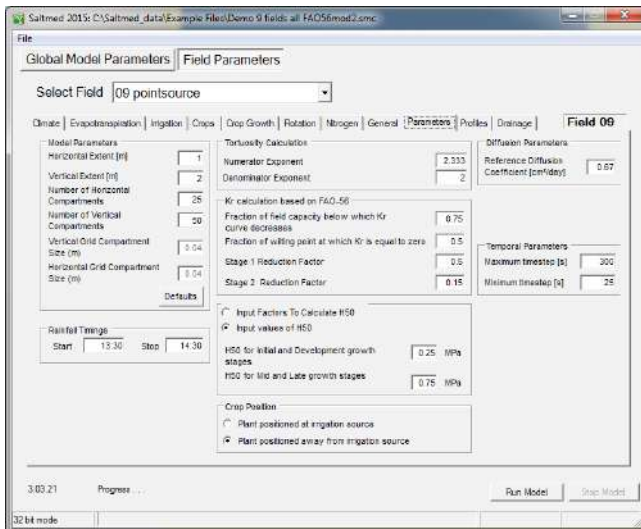 Saltmed 2015: C:\Saltmed_data\Example Files\Demo 9 fields all FAO56mod2.smc
File
Global Model Parameters Field Parameters
Select Field 09 pointsource
Climate Evapotranspiration Irrigation Crops Crop Growth Rotation Nitrogen General Parameters Profiles Drainage Field 09
Model Parameters
Horizontal Extent [m] 1
Vertical Extent [m] 2
Number of Horizontal
Compartments 25
Number of Vertical
Compartments 50
Vertical Grid Compartment
Size (m) 0.04
Horizontal Grid Compartment
Size (m) 0.04
Defaults
Rainfall Timings
Start 13:30 Stop 14:30
Tortuosity Calculation
Numerator Exponent 2.333
Denominator Exponent 2
Kr calculation based on FAO-56
Fraction of field capacity below which Kr
curve decreases 0.75
Fraction of wilting point at which Kr is equal to zero 0.5
Stage 1 Reduction Factor 0.5
Stage 2 Reduction Factor 0.15
Input Factors To Calculate H50
Input values of H50
H50 for Initial and Development growth
stages 0.25 MPa
H50 for Mid and Late growth stages 0.75 MPa
Crop Position
Plant positioned at irrigation source
Plant positioned away from irrigation source
Diffusion Parameters
Reference Diffusion
Coefficient [cm²/day] 0.67
Temporal Parameters
Maximum timestep [s] 300
Minimum timestep [s] 25
3.03.21 Progress . . .
Run Model Stop Model
32 bit mode